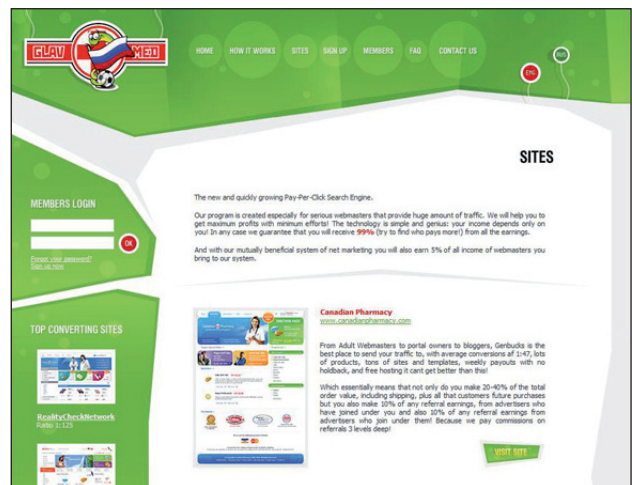 GLAV MED
HOME HOW IT WORKS SITES SIGN UP MEMBERS FAQ CONTACT US
ENG RUS
SITES
The new and quickly growing Pay-Per-Click Search Engine.
Our program is created especially for serious webmasters that provide huge amount of traffic. We will help you to
get maximum profits with minimum efforts! The technology is simple and genius: your income depends only on
you! In any case we guarantee that you will receive 99% (try to find who pays more!) from all the earnings.
And with our mutually beneficial system of net marketing you will also earn 5% of all income of webmasters you
bring to our system.
MEMBERS LOGIN
OK
Forgot your password?
Sign up now
TOP CONVERTING SITES
RealityCheckNetwork
Ratio 1:125
Canadian Pharmacy
www.canadianpharmacy.com
From Adult Webmasters to portal owners to bloggers, Genbucks is the
best place to send your traffic to, with average conversions af 1:47, lots
of products, tons of sites and templates, weekly payouts with no
holdback, and free hosting it cant get better than this!
Which essentially means that not only do you make 20-40% of the total
order value, including shipping, plus all that customers future purchases
but you also make 10% of any referral earnings, from advertisers who
have joined under you and also 10% of any referral earnings from
advertisers who join under them! Because we pay commissions on
referrals 3 levels deep!
VISIT SITE